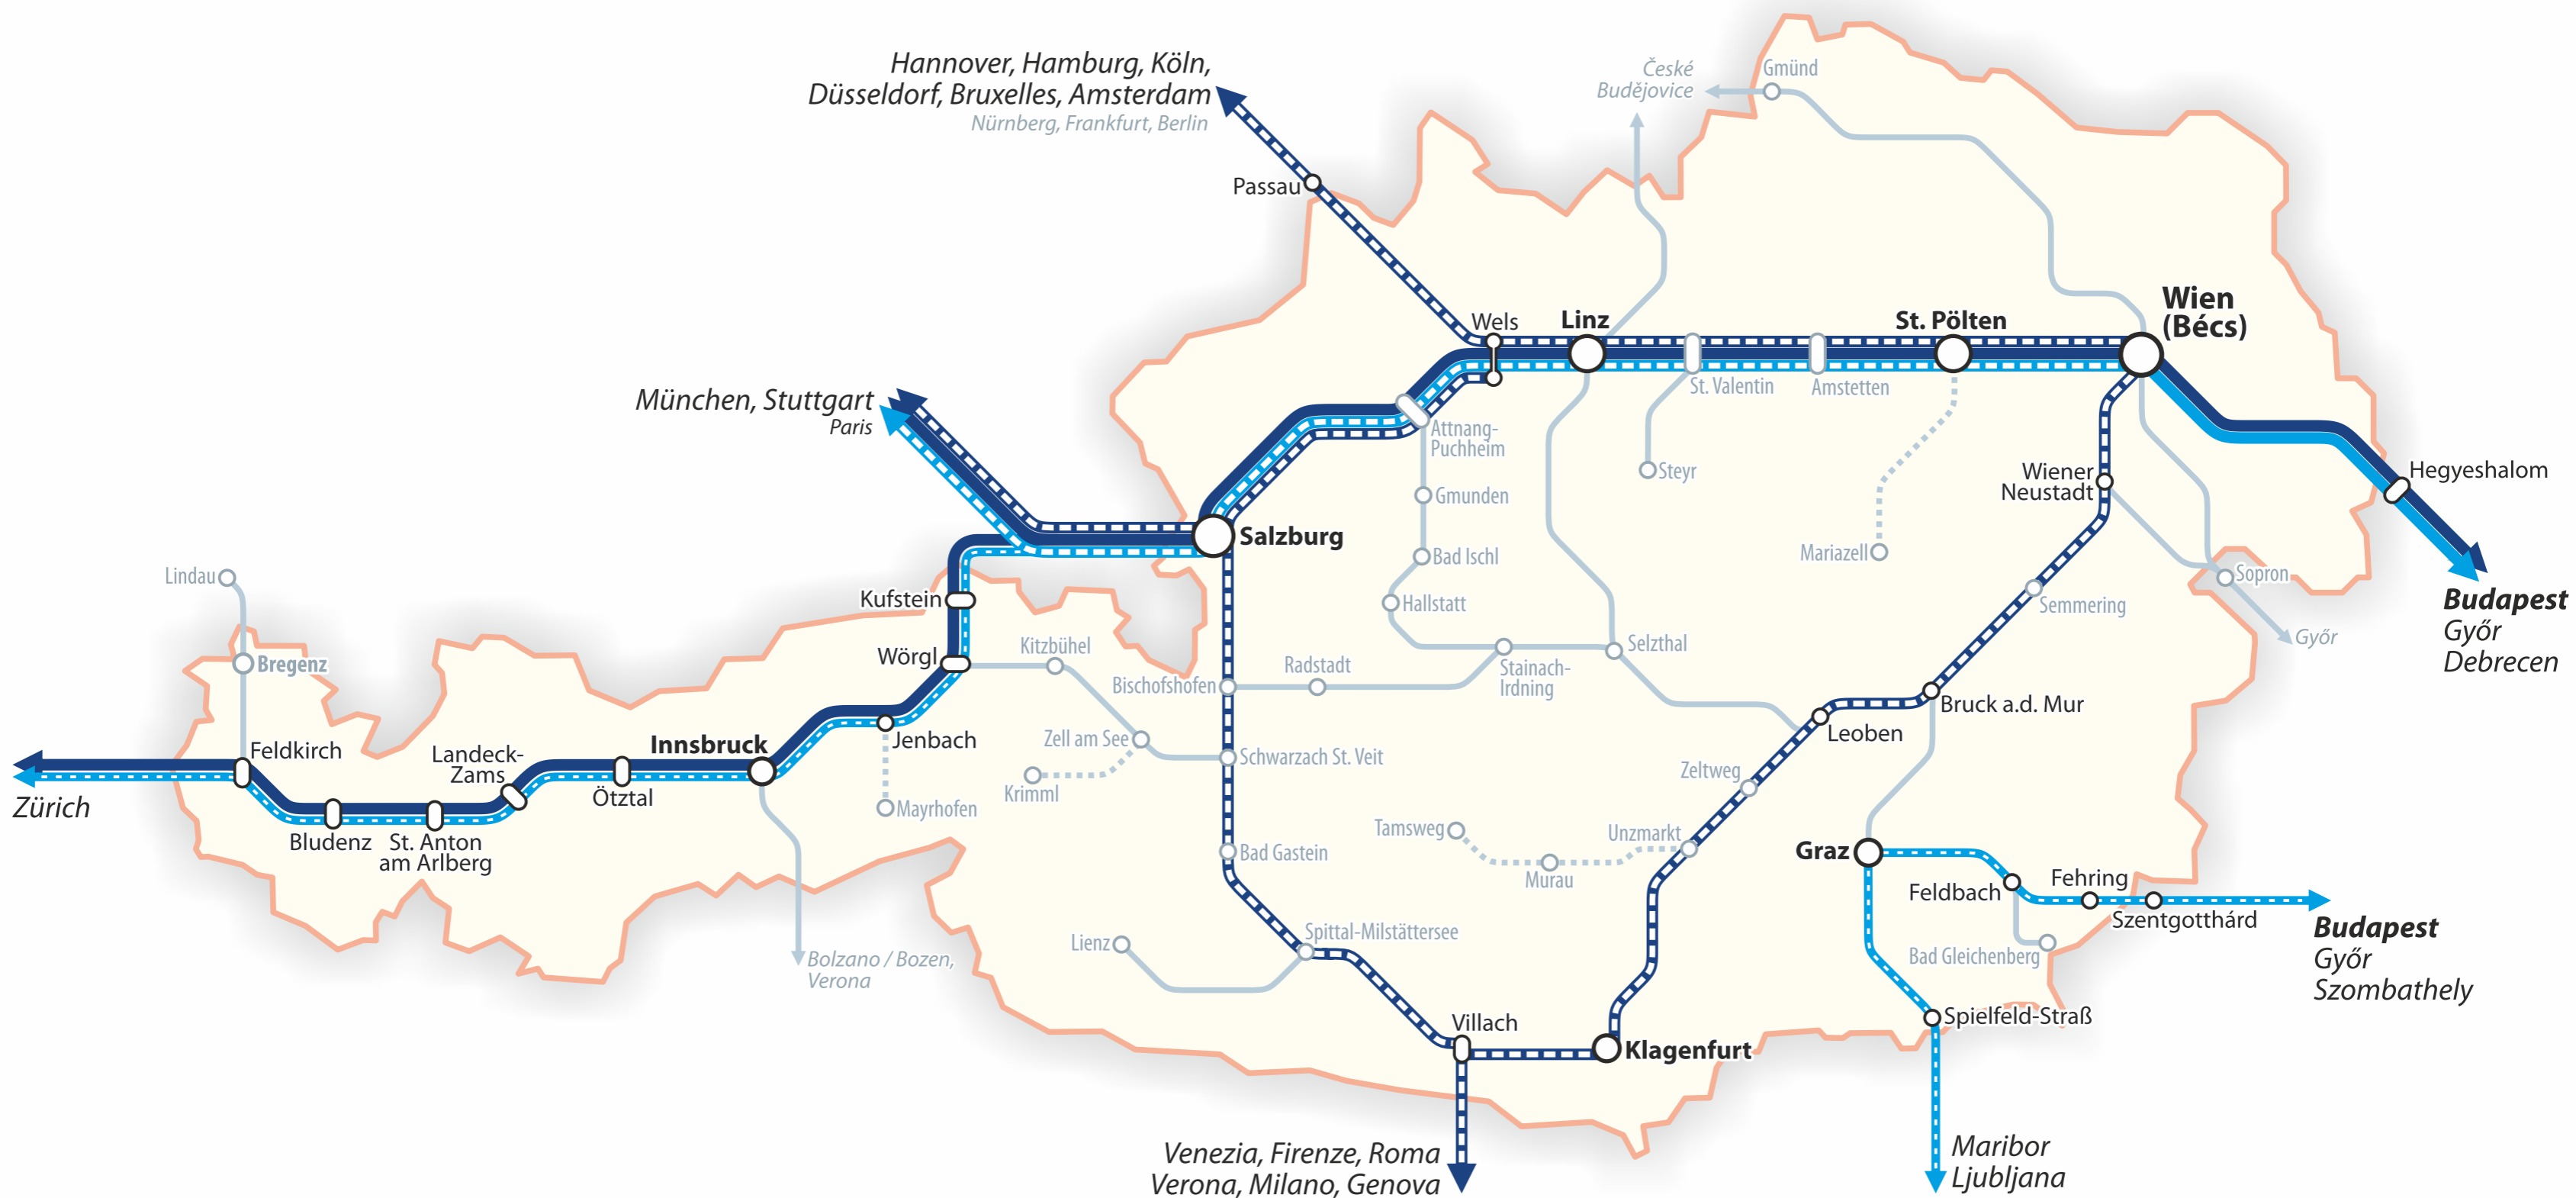 Hannover, Hamburg, Köln,
Düsseldorf, Bruxelles, Amsterdam
Nürnberg, Frankfurt, Berlin
České
Budějovice
Gmünd
Passau
Wels
Linz
St. Pölten
Wien
(Bécs)
St. Valentin
Amstetten
München, Stuttgart
Paris
Attnang-
Puchheim
Steyr
Wiener
Neustadt
Hegyeshalom
Gmunden
Salzburg
Bad Ischl
Mariazell
Lindau
Sopron
Kufstein
Hallstatt
Semmering
Budapest
Győr
Debrecen
Győr
Bregenz
Wörgl
Kitzbühel
Bischofshofen
Radstadt
Stainach-
Irdning
Selzthal
Bruck a.d. Mur
Feldkirch
Landeck-
Zams
Innsbruck
Jenbach
Zell am See
Schwarzach St. Veit
Leoben
Zürich
Ötztal
Krimml
Zeltweg
Mayrhofen
Bludenz
St. Anton
am Arlberg
Tamsweg
Unzmarkt
Bad Gastein
Murau
Graz
Feldbach
Fehring
Szentgotthárd
Budapest
Győr
Szombathely
Lienz
Spittal-Milstättersee
Bad Gleichenberg
Bolzano / Bozen,
Verona
Villach
Klagenfurt
Spielfeld-Straß
Venezia, Firenze, Roma
Verona, Milano, Genova
Maribor
Ljubljana